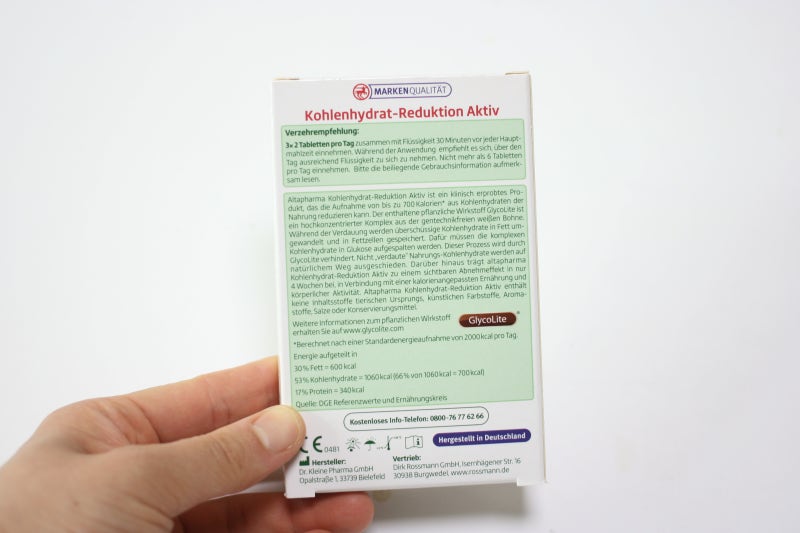 MARKENQUALITÄT
Kohlenhydrat-Reduktion Aktiv
Verzehrempfehlung:
3x 2 Tabletten pro Tag zusammen mit Flüssigkeit 30 Minuten vor jeder Haupt-
mahlzeit einnehmen. Während der Anwendung empfiehlt es sich, über den
Tag ausreichend Flüssigkeit zu sich zu nehmen. Nicht mehr als 6 Tabletten
pro Tag einnehmen. Bitte die beiliegende Gebrauchsinformation aufmerk-
sam lesen.
Altapharma Kohlenhydrat-Reduktion Aktiv ist ein klinisch erprobtes Pro-
dukt, das die Aufnahme von bis zu 700 Kalorien* aus Kohlenhydraten der
Nahrung reduzieren kann. Der enthaltene pflanzliche Wirkstoff GlycoLite ist
ein hochkonzentrierter Komplex aus der gentechnikfreien weißen Bohne.
Während der Verdauung werden überschüssige Kohlenhydrate in Fett um-
gewandelt und in Fettzellen gespeichert. Dafür müssen die komplexen
Kohlenhydrate in Glukose aufgespalten werden. Dieser Prozess wird durch
GlycoLite verhindert. Nicht „verdaute" Nahrungs-Kohlenhydrate werden auf
natürlichem Weg ausgeschieden. Darüber hinaus trägt altapharma
Kohlenhydrat-Reduktion Aktiv zu einem sichtbaren Abnehmeffekt in nur
4 Wochen bei, in Verbindung mit einer kalorienangepassten Ernährung und
körperlicher Aktivität. Altapharma Kohlenhydrat-Reduktion Aktiv enthält
keine Inhaltsstoffe tierischen Ursprungs, künstlichen Farbstoffe, Aroma-
stoffe, Salze oder Konservierungsmittel.
Weitere Informationen zum pflanzlichen Wirkstoff
erhalten Sie auf www.glycolite.com
GlycoLite®
*Berechnet nach einer Standardenergieaufnahme von 2000 kcal pro Tag.
Energie aufgeteilt in
30% Fett = 600 kcal
53% Kohlenhydrate = 1060 kcal (66% von 1060 kcal = 700 kcal)
17% Protein = 340 kcal
Quelle: DGE Referenzwerte und Ernährungskreis
Kostenloses Info-Telefon: 0800-76 77 62 66
CE 0481
Hergestellt in Deutschland
Hersteller:
Dr. Kleine Pharma GmbH
Opalstraße 1, 33739 Bielefeld
Vertrieb:
Dirk Rossmann GmbH, Isernhägener Str. 16
30938 Burgwedel, www.rossmann.de